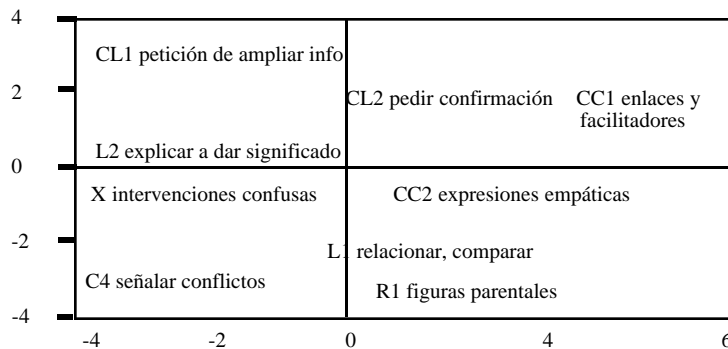 4
CL1 petición de ampliar info
2
CL2 pedir confirmación
CC1 enlaces y
facilitadores
L2 explicar a dar significado
0
X intervenciones confusas
CC2 expresiones empáticas
-2
L1 relacionar, comparar
C4 señalar conflictos
R1 figuras parentales
-4
-4 -2 0 4 6